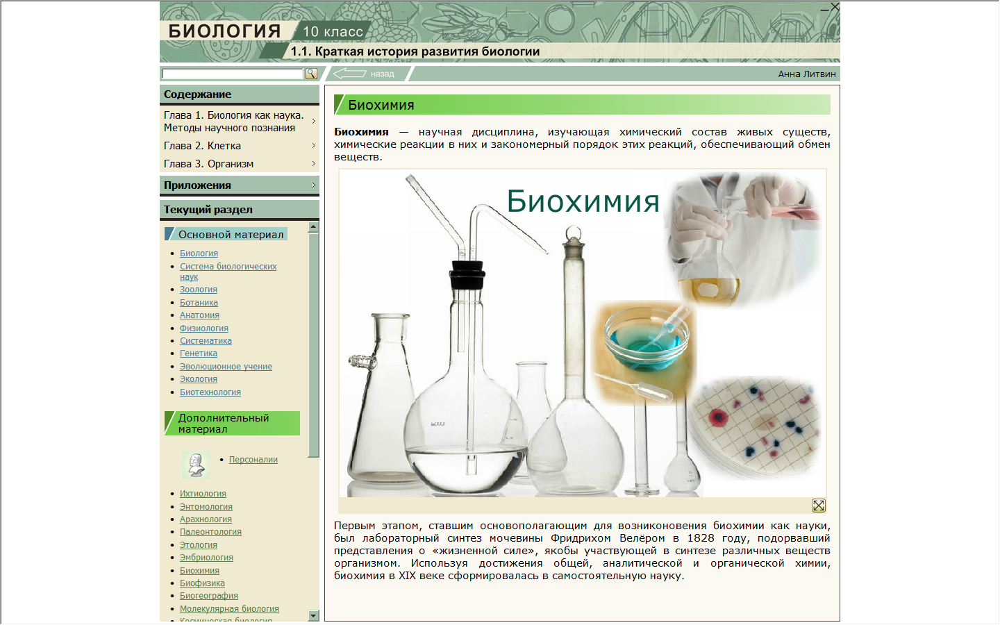 БИОЛОГИЯ 10 класс
1.1. Краткая история развития биологии
назад
Анна Литвин
Содержание
Глава 1. Биология как наука.
Методы научного познания
Глава 2. Клетка
Глава 3. Организм
Приложения
Текущий раздел
Основной материал
Биология
Система биологических
наук
Зоология
Ботаника
Анатомия
Физиология
Систематика
Генетика
Эволюционное учение
Экология
Биотехнология
Дополнительный
материал
Персоналии
Ихтиология
Энтомология
Арахнология
Палеонтология
Этология
Эмбриология
Биохимия
Биофизика
Биогеография
Молекулярная биология
Космическая биология
Биохимия
Биохимия — научная дисциплина, изучающая химический состав живых существ,
химические реакции в них и закономерный порядок этих реакций, обеспечивающий обмен
веществ.
Биохимия
Первым этапом, ставшим основополагающим для возниконовения биохимии как науки,
был лабораторный синтез мочевины Фридрихом Велёром в 1828 году, подорвавший
представления о «жизненной силе», якобы участвующей в синтезе различных веществ
организмом. Используя достижения общей, аналитической и органической химии,
биохимия в XIX веке сформировалась в самостоятельную науку.